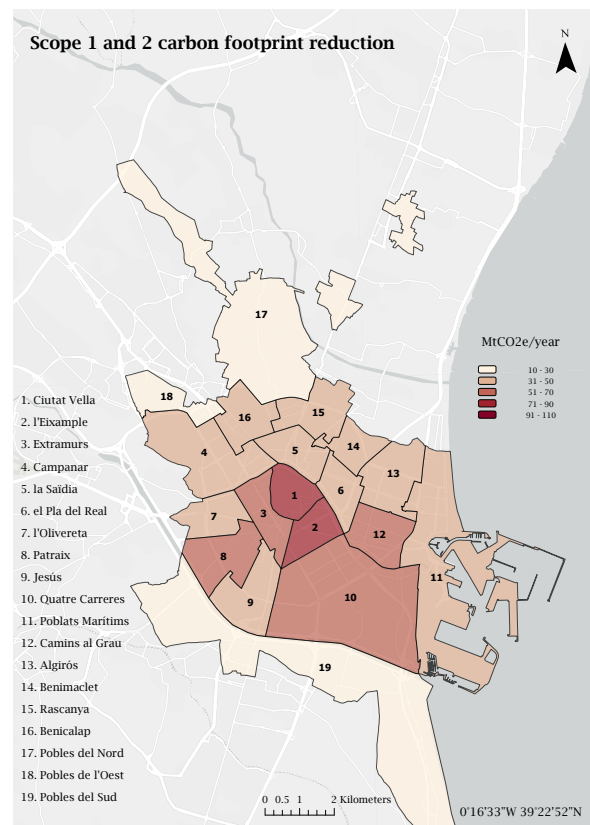 Scope 1 and 2 carbon footprint reduction
N
17
MtCO2e/year
10 - 30
31 - 50
51 - 70
71 - 90
91 - 110
18
16
15
14
4
5
13
6
1
3
7
2
12
8
11
10
9
19
1. Ciutat Vella
2. l'Eixample
3. Extramurs
4. Campanar
5. la Saïdia
6. el Pla del Real
7. l'Olivereta
8. Patraix
9. Jesús
10. Quatre Carreres
11. Poblats Marítims
12. Camins al Grau
13. Algirós
14. Benimaclet
15. Rascanya
16. Benicalap
17. Pobles del Nord
18. Pobles de l'Oest
19. Pobles del Sud
0 0.5 1 2 Kilometers
0°16'33"W 39°22'52"N